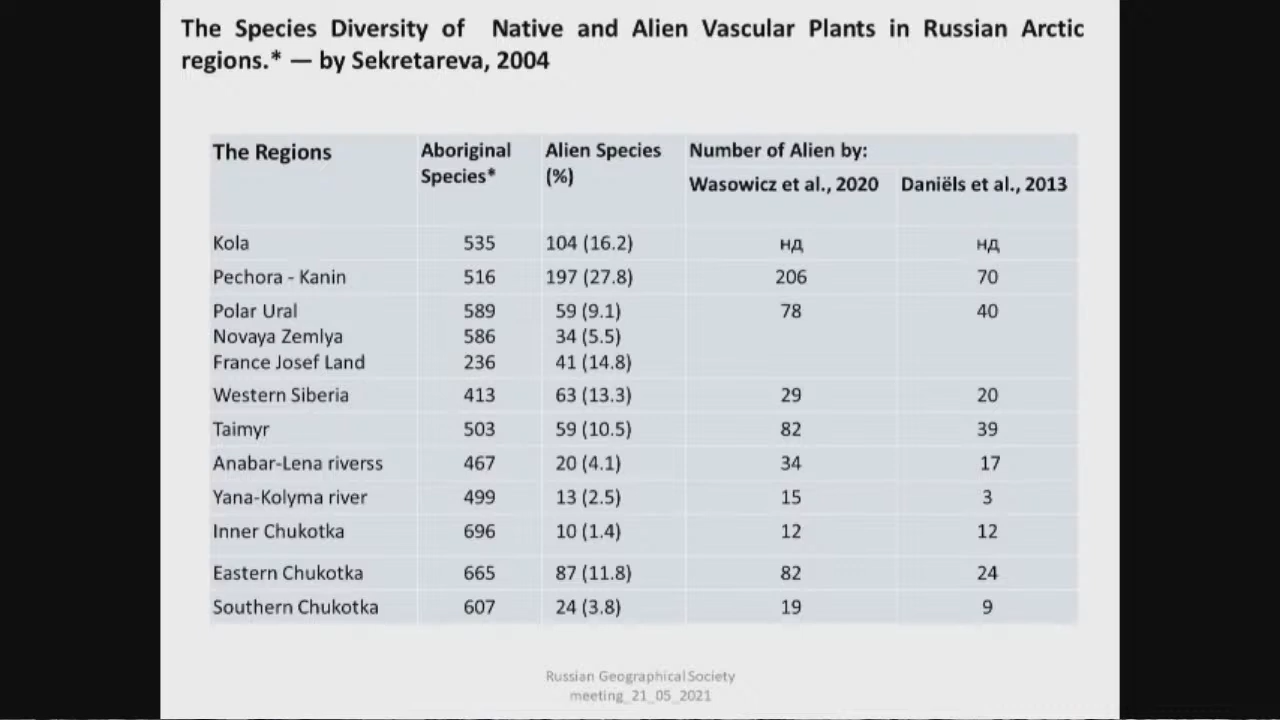 The Species Diversity of Native and Alien Vascular Plants in Russian Arctic
regions.* — by Sekretareva, 2004
The Regions Aboriginal Species* Alien Species (%) Number of Alien by:
Wasowicz et al., 2020 Daniëls et al., 2013
Kola 535 104 (16.2) нд нд
Pechora - Kanin 516 197 (27.8) 206 70
Polar Ural 589 59 (9.1) 78 40
Novaya Zemlya 586 34 (5.5)
France Josef Land 236 41 (14.8)
Western Siberia 413 63 (13.3) 29 20
Taimyr 503 59 (10.5) 82 39
Anabar-Lena riverss 467 20 (4.1) 34 17
Yana-Kolyma river 499 13 (2.5) 15 3
Inner Chukotka 696 10 (1.4) 12 12
Eastern Chukotka 665 87 (11.8) 82 24
Southern Chukotka 607 24 (3.8) 19 9
Russian Geographical Society
meeting_21_05_2021